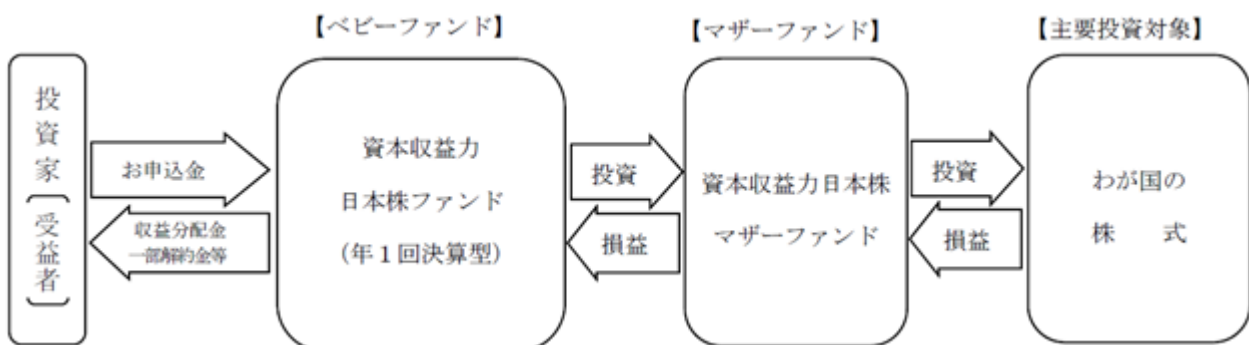 【ベビーファンド】
【マザーファンド】
【主要投資対象】
投資家（受益者）
お申込金
収益分配金
一部解約金等
資本収益力
日本株ファンド
（年１回決算型）
投資
損益
資本収益力日本株
マザーファンド
投資
損益
わが国の
株　式